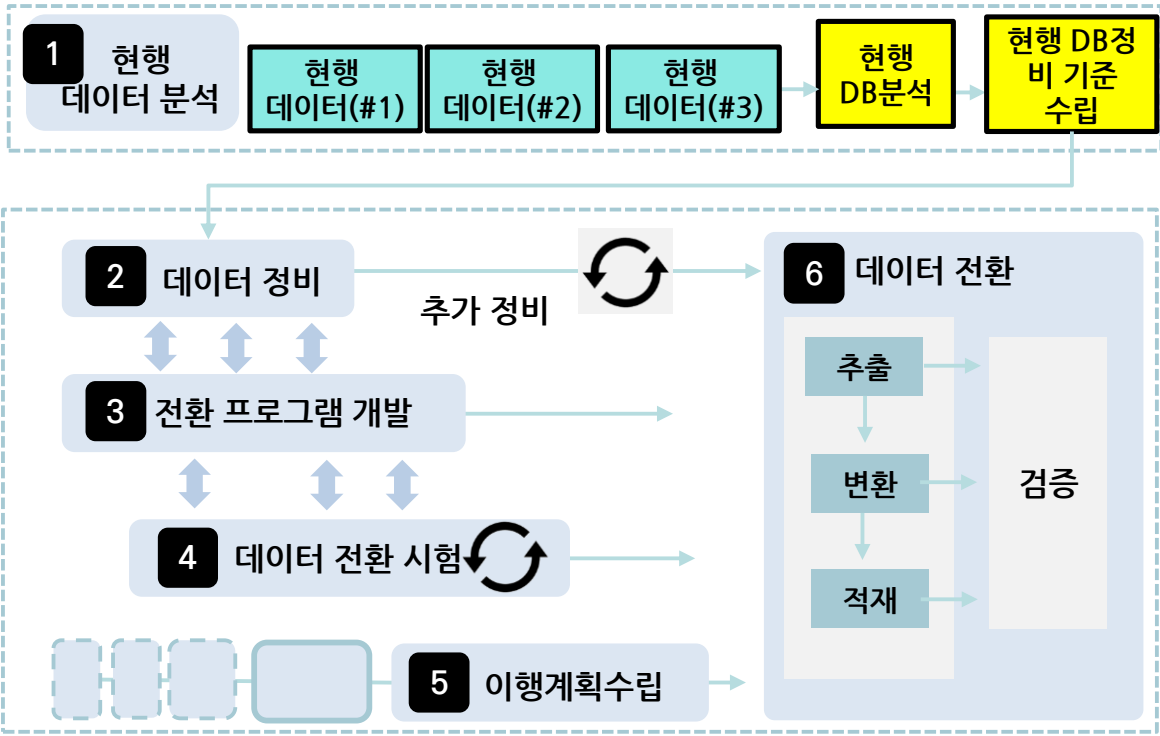 1
현행
데이터 분석
현행
데이터(#1)
현행
데이터(#2)
현행
데이터(#3)
현행
DB분석
현행 DB정
비 기준
수립
2
데이터 정비
추가 정비
3
전환 프로그램 개발
4
데이터 전환 시험
5
이행계획수립
6
데이터 전환
추출
변환
적재
검증